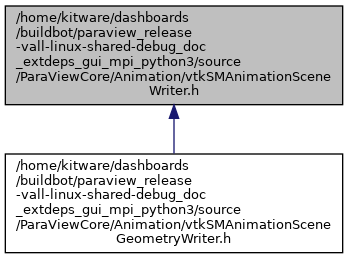 /home/kitware/dashboards
/buildbot/paraview_release
-vall-linux-shared-debug_doc
_extdeps_gui_mpi_python3/source
/ParaViewCore/Animation/vtkSMAnimationScene
Writer.h
/home/kitware/dashboards
/buildbot/paraview_release
-vall-linux-shared-debug_doc
_extdeps_gui_mpi_python3/source
/ParaViewCore/Animation/vtkSMAnimationScene
GeometryWriter.h